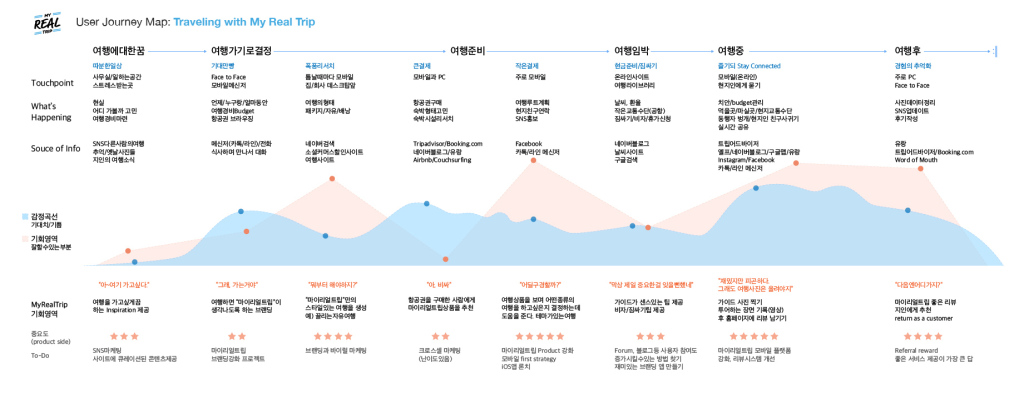 MY
REAL
TRIP
User Journey Map: Traveling with My Real Trip
여행에대한꿈
여행가기로결정
여행준비
여행임박
여행중
여행후
따분한일상
기대만빵
폭풍리서치
큰결제
작은결제
현금준비/짐싸기
즐기되 Stay Connected
경험의 추억화
Touchpoint
사무실/일하는공간
스트레스받는곳
Face to Face
모바일메신저
틈날때마다 모바일
집/회사 데스크탑앞
모바일과 PC
주로 모바일
온라인사이트
여행라이브러리
모바일(온라인)
현지인에게 묻기
주로 PC
Face to Face
What's
Happening
현실
어디 가볼까 고민
여행경비마련
언제/누구랑/얼마동안
여행경비Budget
항공권 브라우징
여행의형태
패키지/자유/배낭
항공권구매
숙박형태고민
숙박시설리서치
여행루트계획
현지친구연락
SNS홍보
날씨, 환율
작은교통수단(공항)
짐싸기/비자/휴가신청
치안/budget관리
먹을곳/마실곳/현지교통수단
동행자 빙개/현지인 친구사귀기
실시간 공유
사진데이터정리
SNS업데이트
후기작성
Souce of Info
SNS다른사람의여행
추억/옛날사진들
지인의 여행소식
메신저(카톡/라인)/전화
식사하며 만나서 대화
네이버검색
소셜커머스할인사이트
여행사이트
Tripadvisor/Booking.com
네이버블로그/유랑
Airbnb/Couchsurfing
Facebook
카톡/라인 메신저
네이버블로그
날씨사이트
구글검색
트립어드바이저
옐프/네이버블로그/구글맵/유랑
Instagram/Facebook
카톡/라인 메신저
유랑
트립어드바이저/Booking.com
Word of Mouth
감정곡선
기대치/기쁨
기회영역
잘할수있는부분
"아~여기 가고싶다."
"그래, 가는거야"
"뭐부터 해야하지?"
"아, 비싸"
"어딜구경할까?"
"악상 제일 중요한걸 잊을뻔했네"
"재밌지만 피곤하다.
그래도 여행사진은 올려야지"
"다음엔어디가지?"
MyRealTrip
기회영역
여행을 가고싶게끔
하는 Inspiration 제공
여행하면 "마이리얼트립"이
생각나도록 하는 브랜딩
"마이리얼트립"만의
스타일있는 여행을 생성
예) 끌리는자유여행
항공권을 구매한 사람에게
마이리얼트립상품을 추천
여행상품을 보며 어떤종류의
여행을 하고싶은지 결정하는데
도움을 준다. 테마가있는여행
가이드가 센스있는 팁 제공
비자/짐싸기팁 제공
가이드 사진 찍기
투어하는 장면 기록(영상)
후 홈페이지에 리뷰 남기기
마이리얼트립 좋은 리뷰
지인에게 추천
return as a customer
중요도
(product side)
To-Do
SNS마케팅
사이트에 큐레이션된 콘텐츠제공
마이리얼트립
브랜딩강화 프로젝트
브랜딩과 바이럴 마케팅
크로스셀 마케팅
(난이도있음)
마이리얼트립 Product 강화
모바일 first strategy
iOS앱 론치
Forum, 블로그등 사용자 참여도
증가시킬수있는 방법 찾기
재미있는 브랜딩 앱 만들기
마이리얼트립 모바일 플랫폼
강화, 리뷰시스템 개선
Referral reward
좋은 서비스 제공이 가장 큰 답